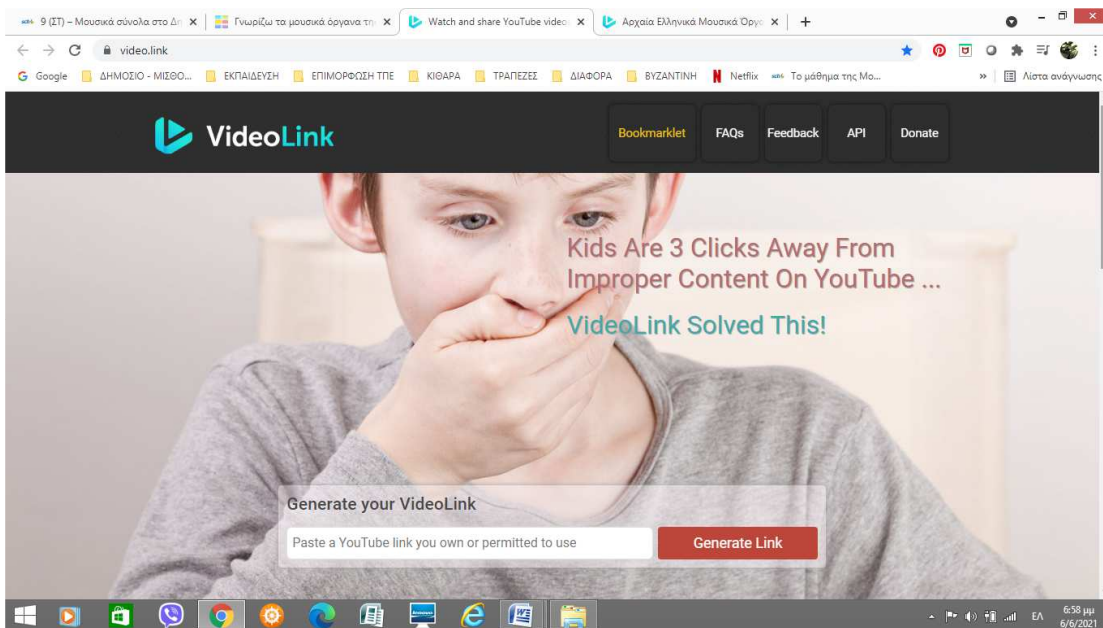 9 (ΣΤ) – Μουσικά σύνολα στο Δη
Γνωρίζω τα μουσικά όργανα τη
Watch and share YouTube video
Αρχαία Ελληνικά Μουσικά Όργ
video.link
Google
ΔΗΜΟΣΙΟ - ΜΙΣΘΟ...
ΕΚΠΑΙΔΕΥΣΗ
ΕΠΙΜΟΡΦΩΣΗ ΤΠΕ
ΚΙΘΑΡΑ
ΤΡΑΠΕΖΕΣ
ΔΙΑΦΟΡΑ
ΒΥΖΑΝΤΙΝΗ
Netflix
Το μάθημα της Μο...
»
Λίστα ανάγνωσης
VideoLink
Bookmarklet
FAQs
Feedback
API
Donate
Kids Are 3 Clicks Away From
Improper Content On YouTube ...
VideoLink Solved This!
Generate your VideoLink
Paste a YouTube link you own or permitted to use
Generate Link
ΕΛ
6:58 μμ
6/6/2021